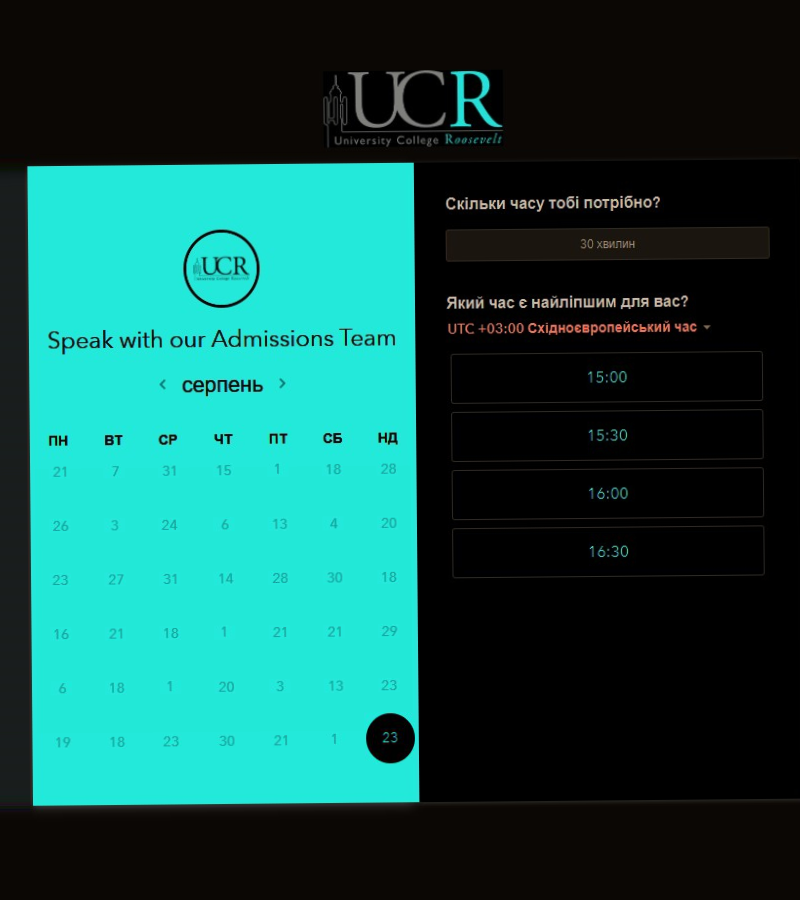 UCR
University College Roosevelt
UCR
Speak with our Admissions Team
серпень
ПН ВТ СР ЧТ ПТ СБ НД
21 7 31 15 1 18 28
26 3 24 6 13 4 20
23 27 31 14 28 30 18
16 21 18 1 21 21 29
6 18 1 20 3 13 23
19 18 23 30 21 1 23
Скільки часу тобі потрібно?
30 хвилин
Який час є найліпшим для вас?
UTC +03:00 Східноєвропейський час
15:00
15:30
16:00
16:30